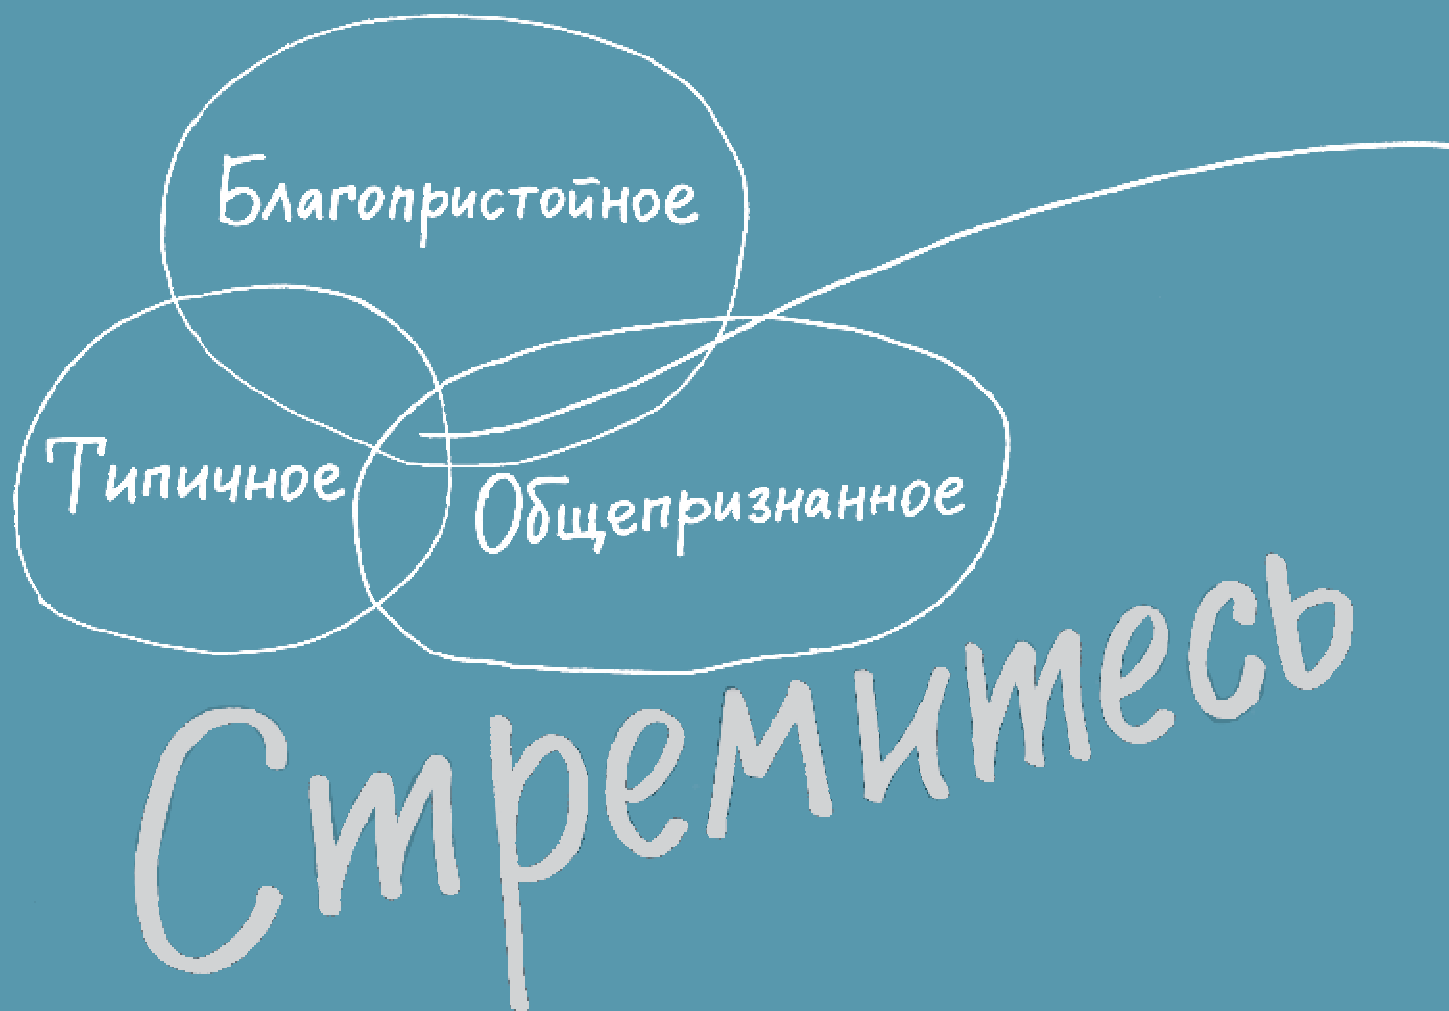 Благопристойное
Типичное
Общепризнанное
Стремитесь